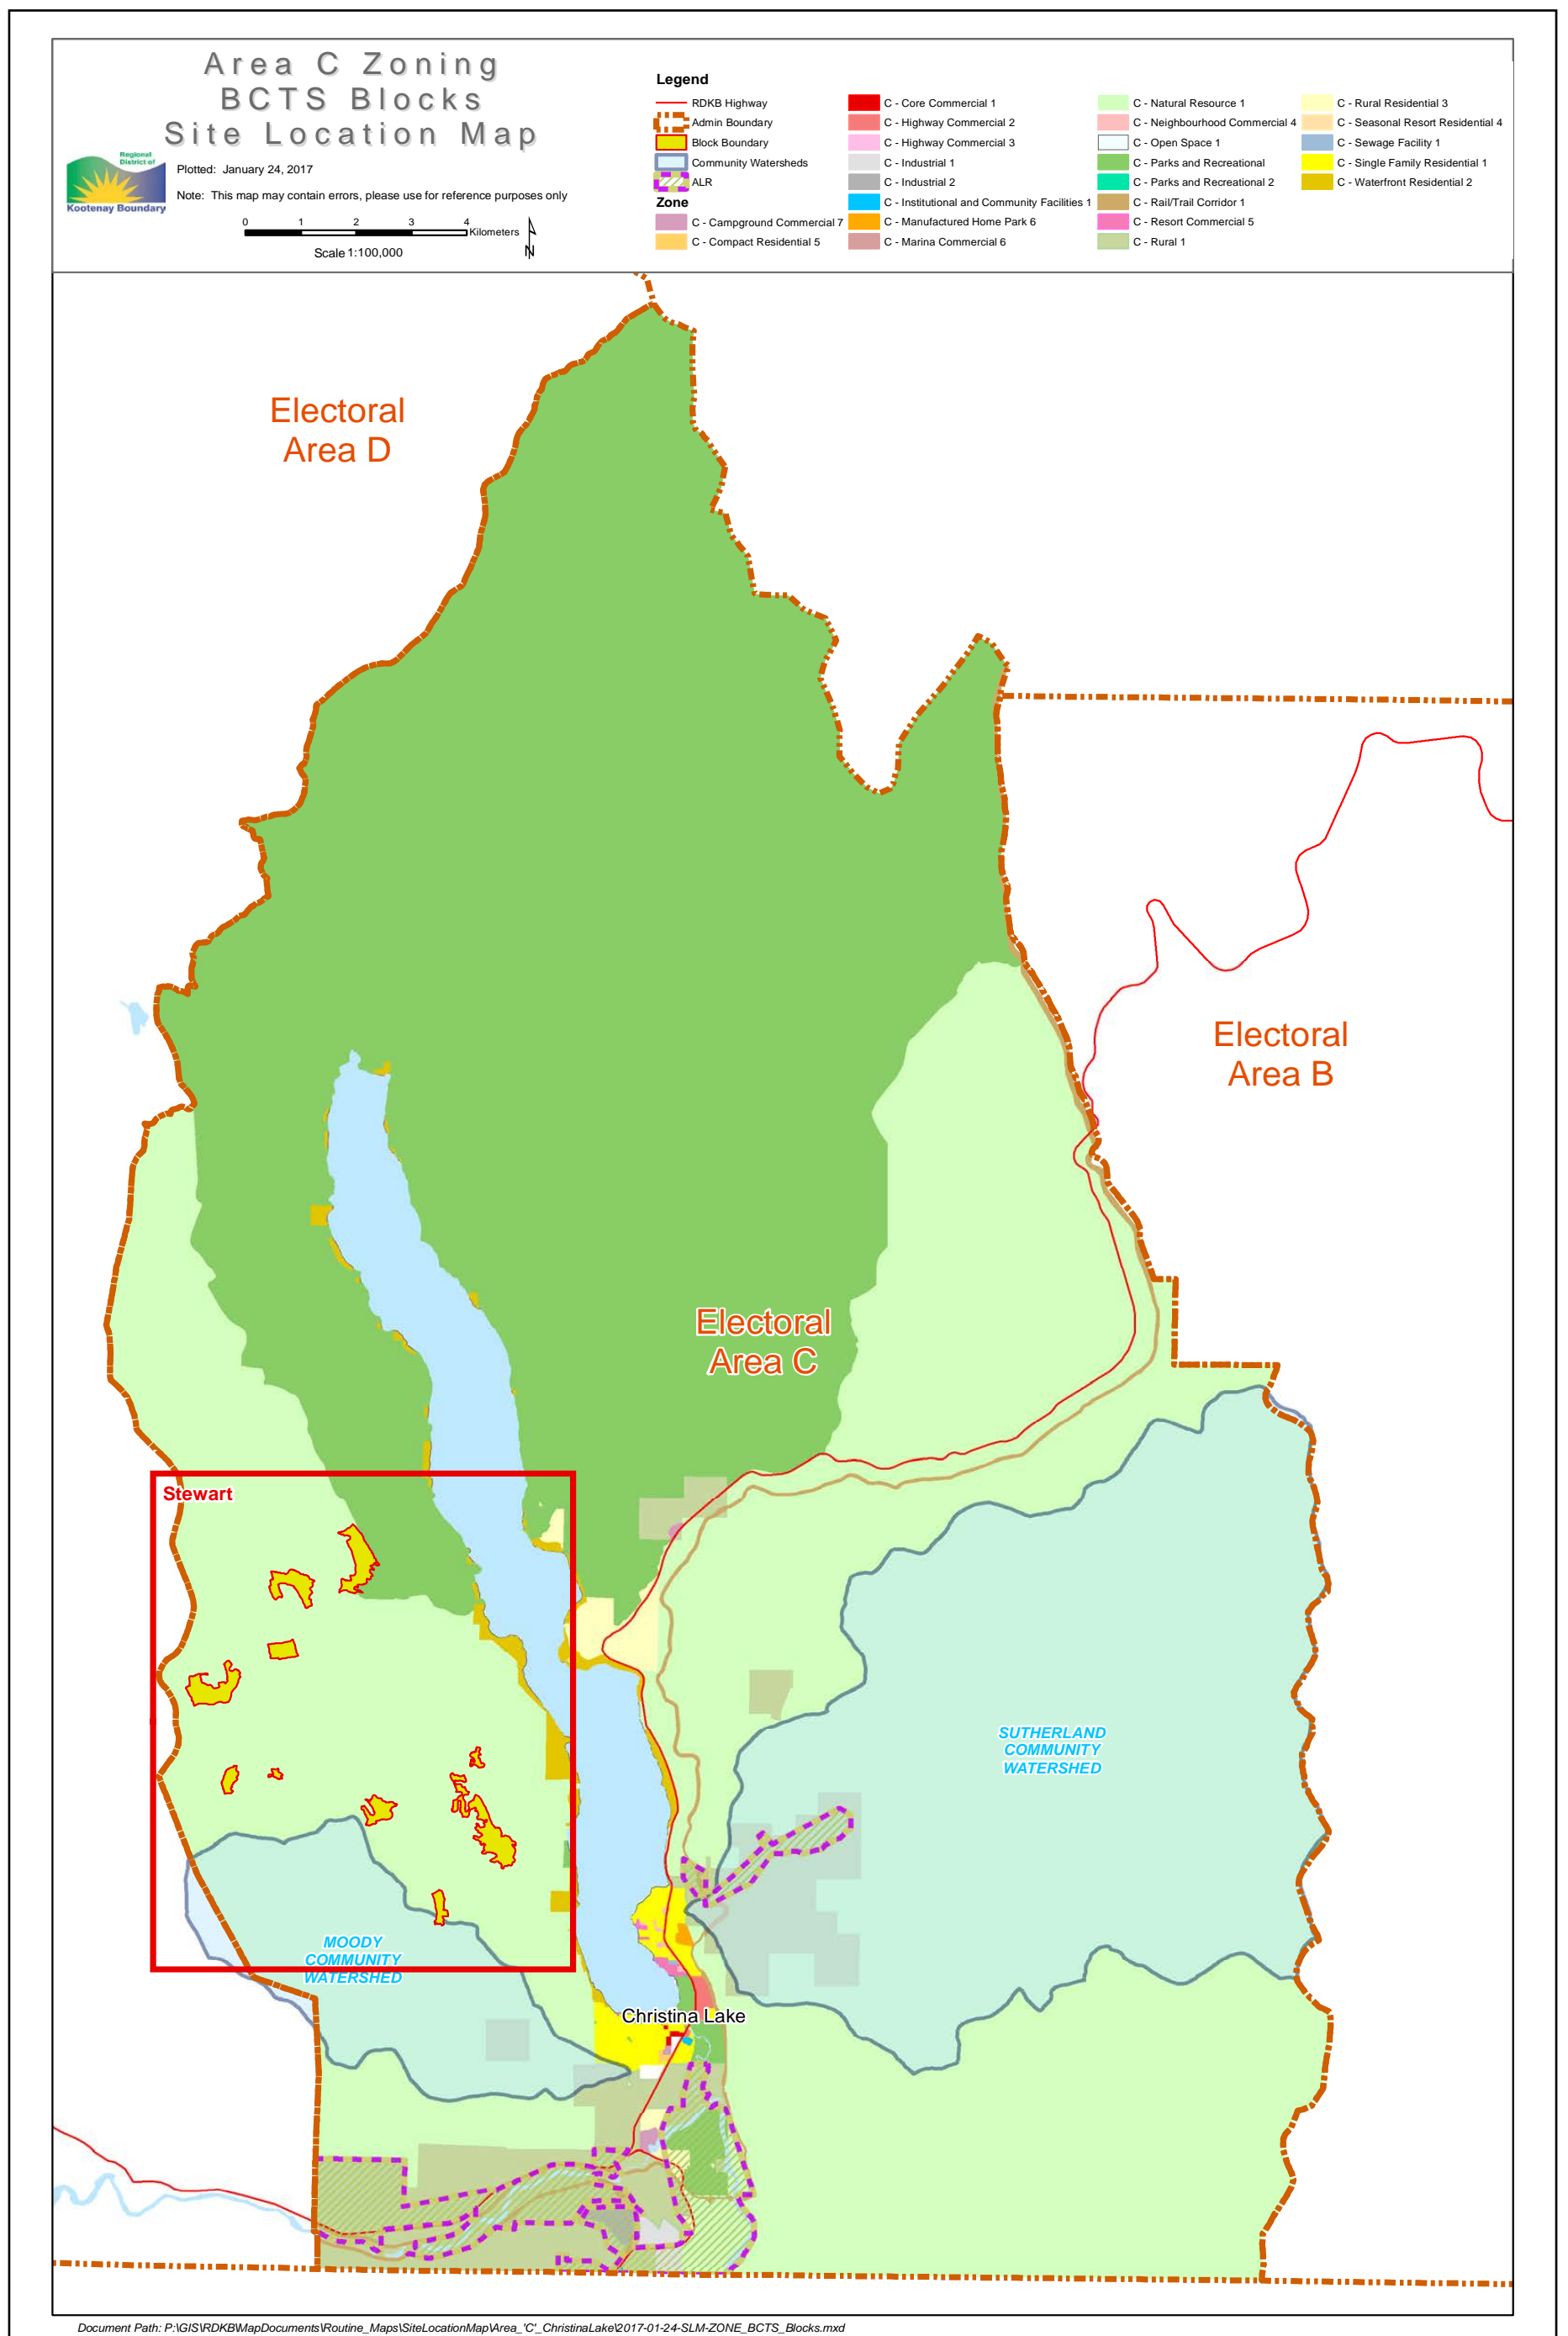 Area C Zoning
BCTS Blocks
Site Location Map
Regional
District of
Kootenay Boundary
Plotted: January 24, 2017
Note: This map may contain errors, please use for reference purposes only
0 1 2 3 4
Kilometers
N
Scale 1:100,000
Legend
RDKB Highway
Admin Boundary
Block Boundary
Community Watersheds
ALR
Zone
C - Campground Commercial 7
C - Compact Residential 5
C - Core Commercial 1
C - Highway Commercial 2
C - Highway Commercial 3
C - Industrial 1
C - Industrial 2
C - Institutional and Community Facilities 1
C - Manufactured Home Park 6
C - Marina Commercial 6
C - Natural Resource 1
C - Neighbourhood Commercial 4
C - Open Space 1
C - Parks and Recreational
C - Parks and Recreational 2
C - Rail/Trail Corridor 1
C - Resort Commercial 5
C - Rural 1
C - Rural Residential 3
C - Seasonal Resort Residential 4
C - Sewage Facility 1
C - Single Family Residential 1
C - Waterfront Residential 2
Electoral
Area D
Electoral
Area B
Electoral
Area C
Stewart
SUTHERLAND
COMMUNITY
WATERSHED
MOODY
COMMUNITY
WATERSHED
Christina Lake
Document Path: P:\GIS\RDKB\MapDocuments\Routine_Maps\SiteLocationMap\Area_'C'_ChristinaLake\2017-01-24-SLM-ZONE_BCTS_Blocks.mxd